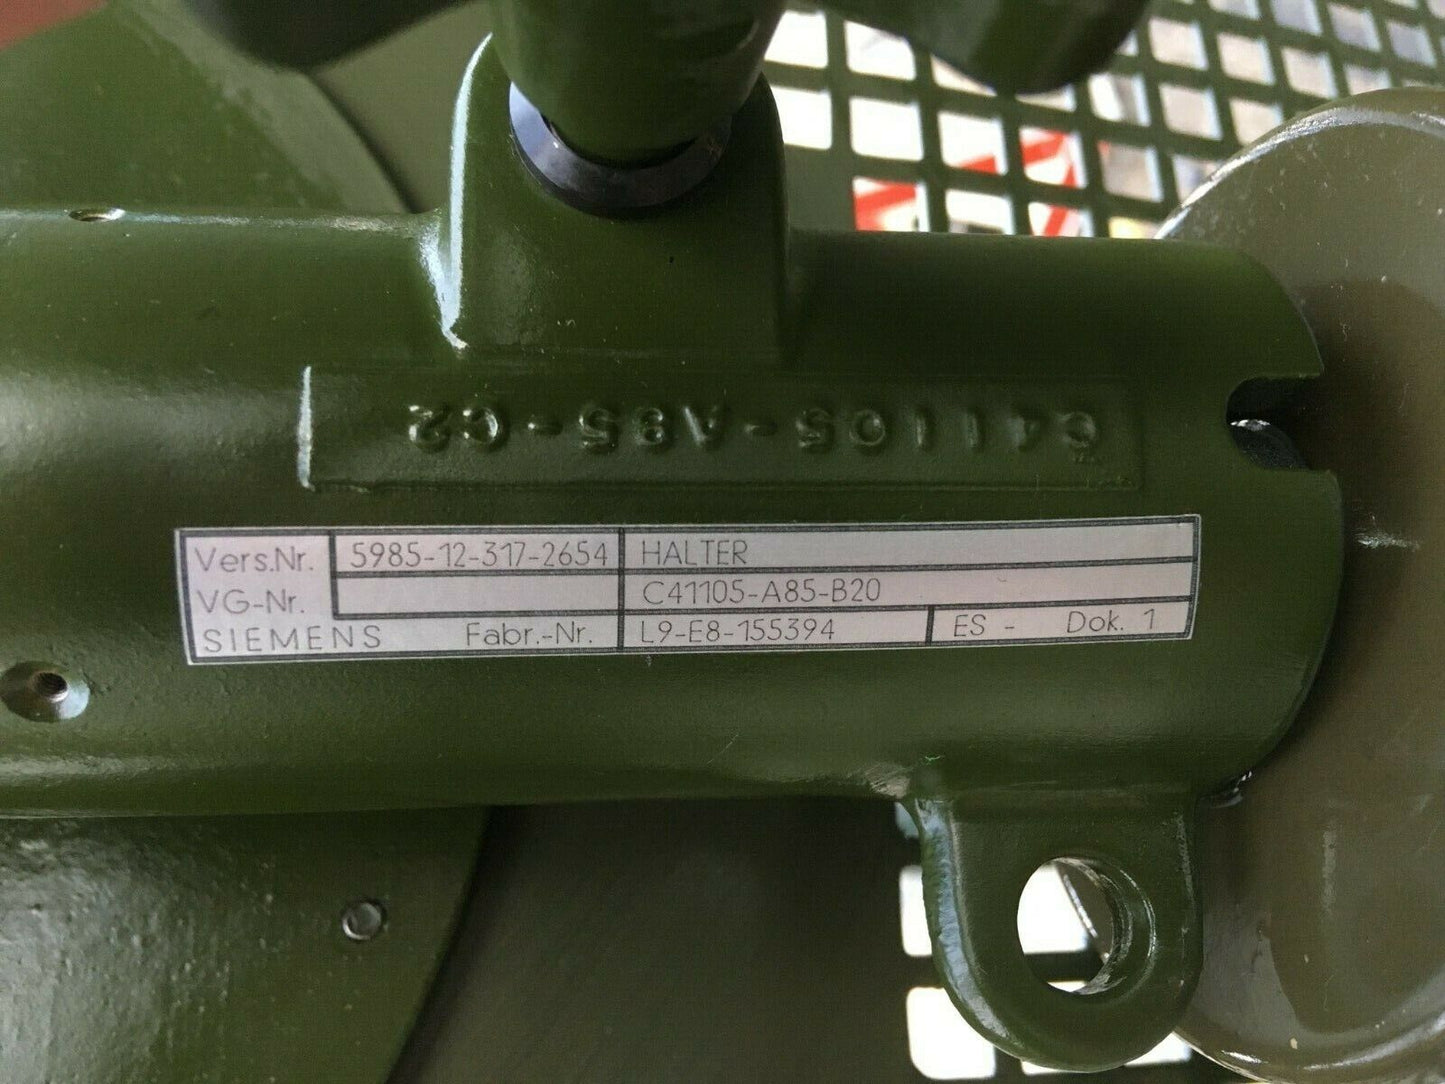 C41105-A85-C2
Vers.Nr. 5985-12-317-2654 HALTER
VG-Nr. C41105-A85-B20
SIEMENS Fabr.-Nr. L9-E8-155394 ES - Dok. 1